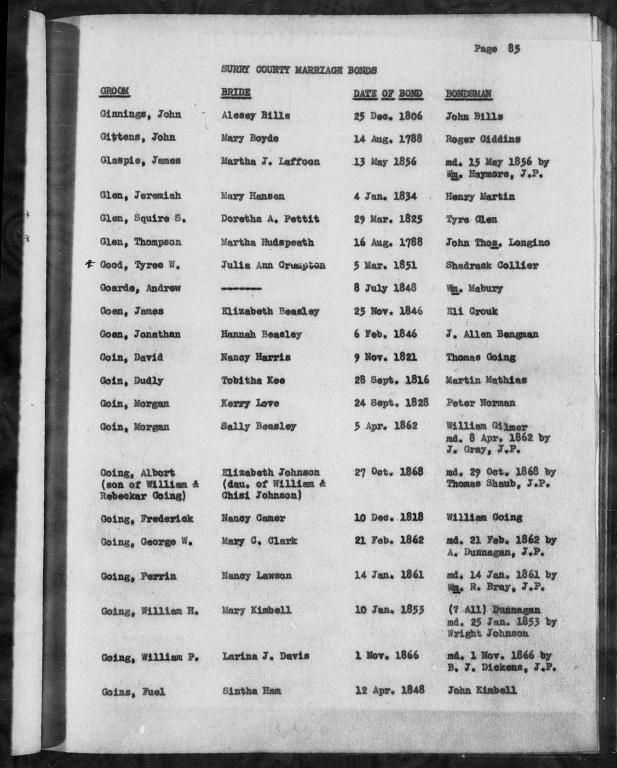 Page 85
SURRY COUNTY MARRIAGE BONDS
GROOM BRIDE DATE OF BOND BONDSMAN
Ginnings, John Alesey Bills 25 Dec. 1806 John Bills
Gittens, John Mary Boyde 14 Aug. 1788 Roger Giddins
Glaspie, James Martha J. Laffoon 13 May 1856 md. 15 May 1856 by
Wm. Haymore, J.P.
Glen, Jeremiah Mary Hansen 4 Jan. 1834 Henry Martin
Glen, Squire S. Doretha A. Pettit 29 Mar. 1825 Tyre Glen
Glen, Thompson Martha Hudspeath 16 Aug. 1788 John Thos. Longino
* Good, Tyree W. Julia Ann Crumpton 5 Mar. 1851 Shadrack Collier
Goarde, Andrew ------- 8 July 1848 Wm. Mabury
Goen, James Elizabeth Beasley 25 Nov. 1846 Eli Crouk
Goen, Jonathan Hannah Beasley 6 Feb. 1846 J. Allen Bengman
Goin, David Nancy Harris 9 Nov. 1821 Thomas Going
Goin, Dudly Tobitha Kee 28 Sept. 1816 Martin Mathias
Goin, Morgan Kerry Love 24 Sept. 1828 Peter Norman
Goin, Morgan Sally Beasley 5 Apr. 1862 William Gilmer
md. 8 Apr. 1862 by
J. Gray, J.P.
Going, Albort Elizabeth Johnson 27 Oct. 1868 md. 29 Oct. 1868 by
(son of William & (dau. of William & Thomas Shaub, J.P.
Rebeckar Going) Chisi Johnson)
Going, Frederick Nancy Gamer 10 Dec. 1818 William Going
Going, George W. Mary C. Clark 21 Feb. 1862 md. 21 Feb. 1862 by
A. Dunnagan, J.P.
Going, Perrin Nancy Lawson 14 Jan. 1861 md. 14 Jan. 1861 by
Wm. R. Bray, J.P.
Going, William H. Mary Kimbell 10 Jan. 1853 (? All) Dunnagan
md. 25 Jan. 1853 by
Wright Johnson
Going, William P. Larina J. Davis 1 Nov. 1866 md. 1 Nov. 1866 by
B. J. Dickens, J.P.
Goins, Fuel Sintha Ham 12 Apr. 1848 John Kimbell